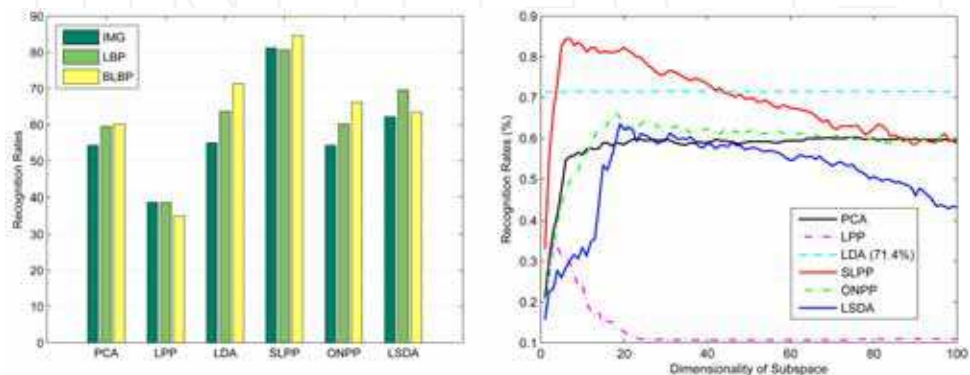 90
80
70
60
50
40
30
20
10
0
Recognition Rates
IMG
LBP
BLBP
PCA
LPP
LDA
SLPP
ONPP
LSDA
0.9
0.8
0.7
0.6
0.5
0.4
0.3
0.2
0.1
Recognition Rates (%)
PCA
LPP
LDA (71.4%)
SLPP
ONPP
LSDA
0
20
40
60
80
100
Dimensionality of Subspace